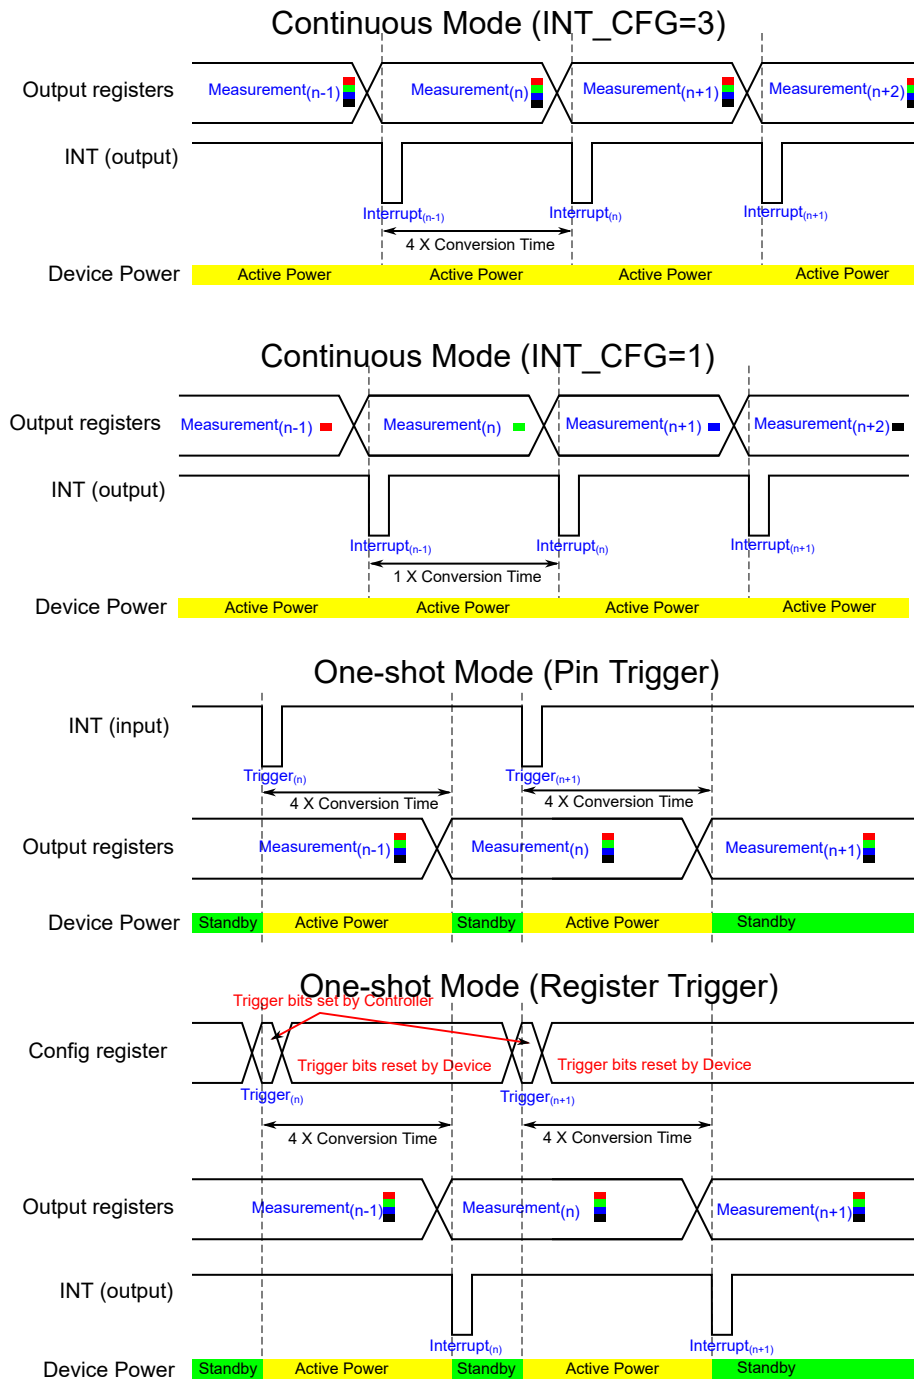 Continuous Mode (INT_CFG=3)
Output registers
Measurement(n-1)
Measurement(n)
Measurement(n+1)
Measurement(n+2)
INT (output)
Interrupt(n-1)
Interrupt(n)
Interrupt(n+1)
4 X Conversion Time
Device Power
Active Power
Active Power
Active Power
Active Power
Continuous Mode (INT_CFG=1)
Output registers
Measurement(n-1)
Measurement(n)
Measurement(n+1)
Measurement(n+2)
INT (output)
Interrupt(n-1)
Interrupt(n)
Interrupt(n+1)
1 X Conversion Time
Device Power
Active Power
Active Power
Active Power
Active Power
One-shot Mode (Pin Trigger)
INT (input)
Trigger(n)
Trigger(n+1)
4 X Conversion Time
4 X Conversion Time
Output registers
Measurement(n-1)
Measurement(n)
Measurement(n+1)
Device Power
Standby
Active Power
Standby
Active Power
Standby
One-shot Mode (Register Trigger)
Trigger bits set by Controller
Config register
Trigger bits reset by Device
Trigger bits reset by Device
Trigger(n)
Trigger(n+1)
4 X Conversion Time
4 X Conversion Time
Output registers
Measurement(n-1)
Measurement(n)
Measurement(n+1)
INT (output)
Interrupt(n)
Interrupt(n+1)
Device Power
Standby
Active Power
Standby
Active Power
Standby